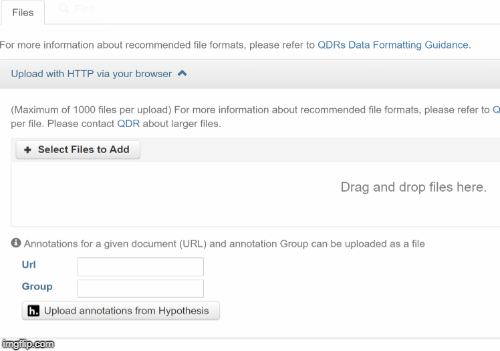 Files
For more information about recommended file formats, please refer to QDRs Data Formatting Guidance.
Upload with HTTP via your browser
(Maximum of 1000 files per upload) For more information about recommended file formats, please refer to Q
per file. Please contact QDR about larger files.
+ Select Files to Add
Drag and drop files here.
Annotations for a given document (URL) and annotation Group can be uploaded as a file
Url
Group
h. Upload annotations from Hypothesis
imgflip.com